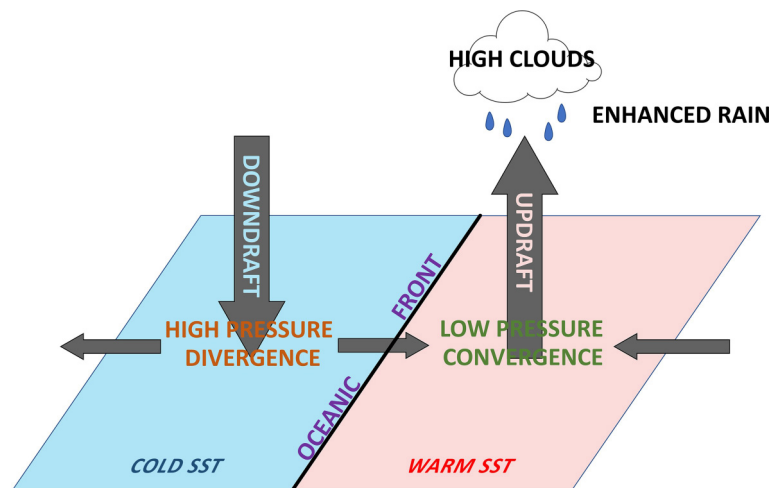 HIGH CLOUDS
ENHANCED RAIN
DOWNDRAFT
UPDRAFT
FRONT
HIGH PRESSURE
DIVERGENCE
LOW PRESSURE
CONVERGENCE
OCEANIC
COLD SST
WARM SST